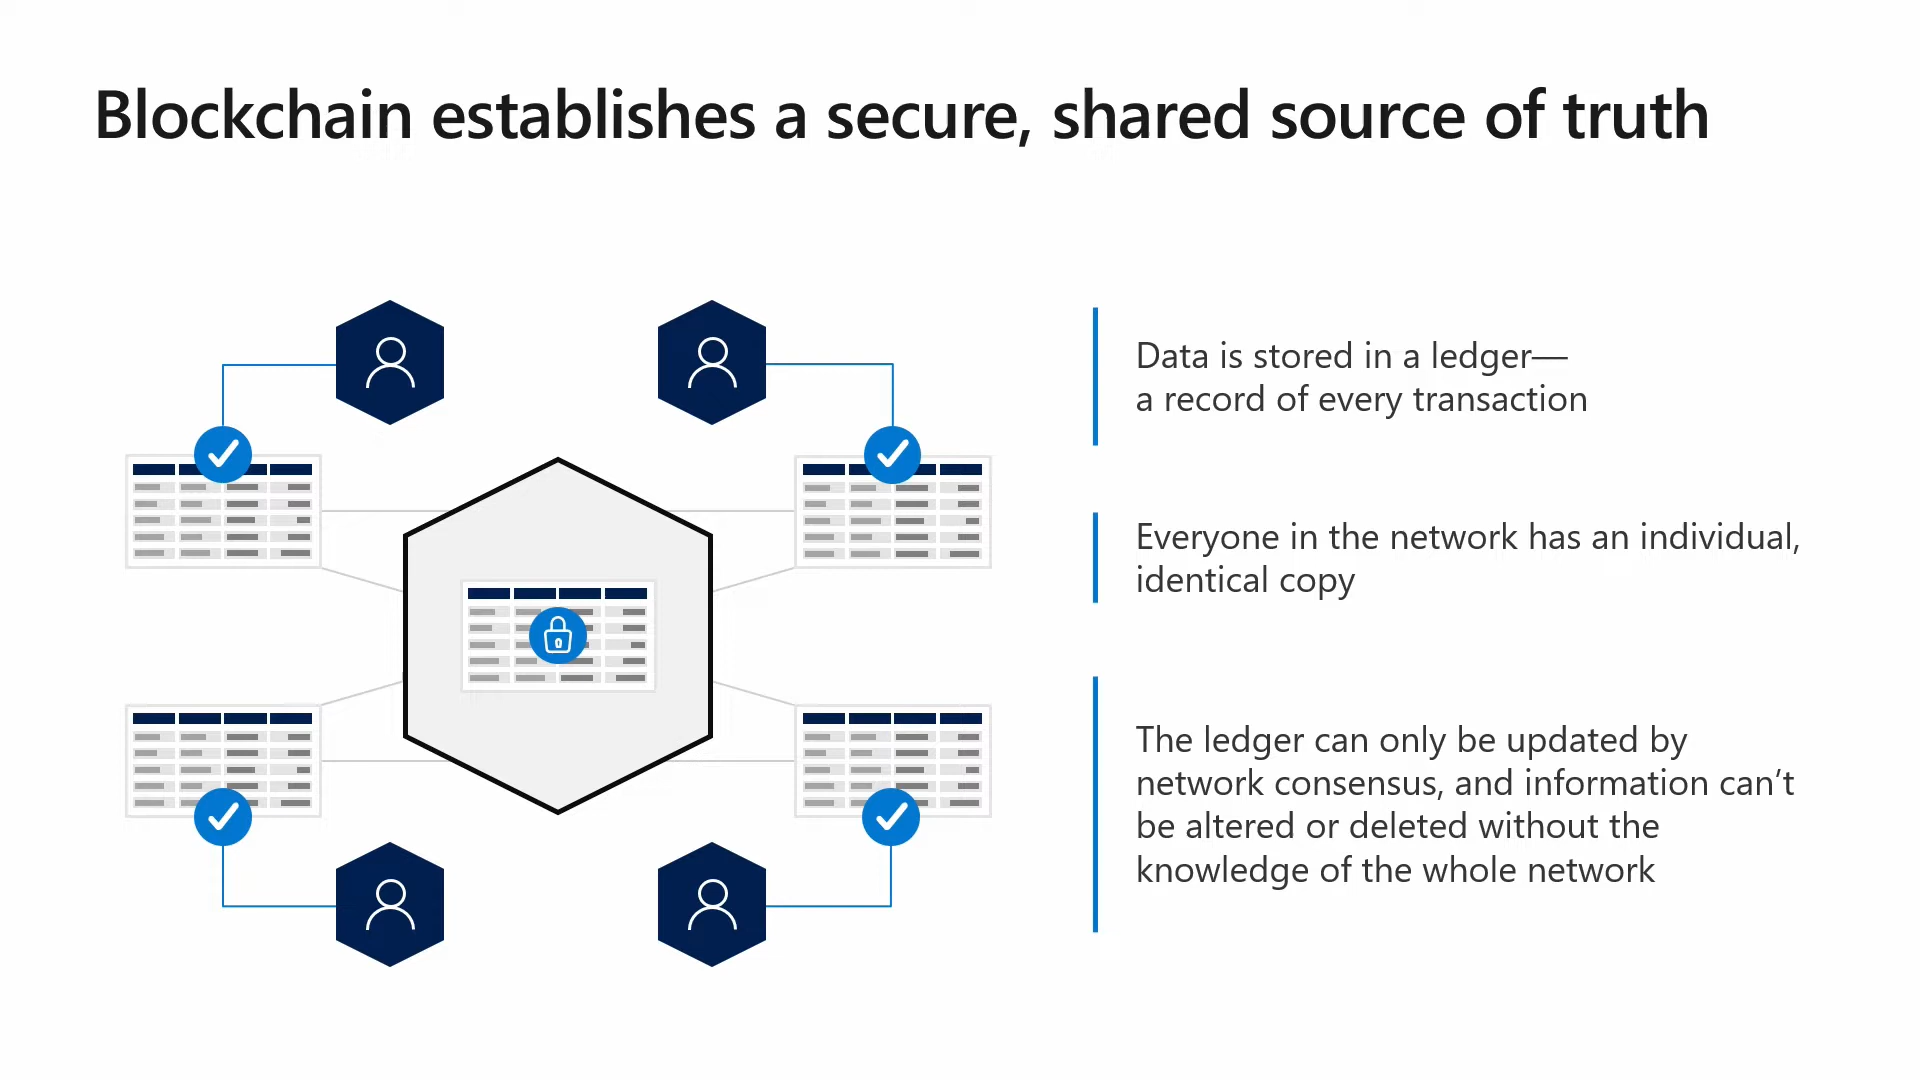 Blockchain establishes a secure, shared source of truth
Data is stored in a ledger—
a record of every transaction
Everyone in the network has an individual,
identical copy
The ledger can only be updated by
network consensus, and information can’t
be altered or deleted without the
knowledge of the whole network